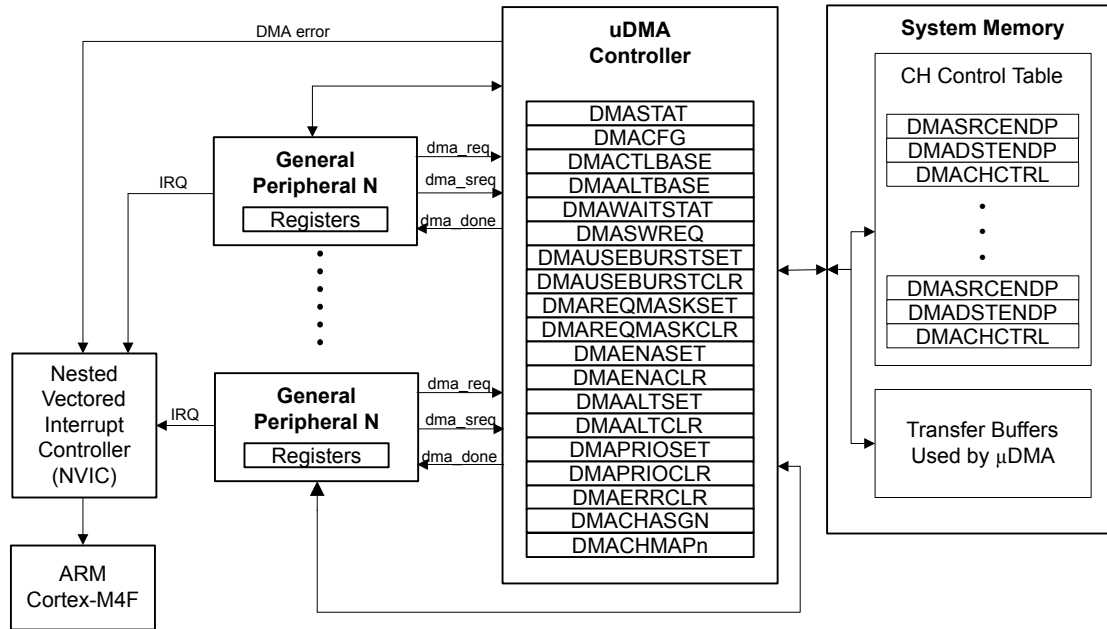 DMA error
uDMA
Controller
System Memory
CH Control Table
DMASRCENDP
DMADSTENDP
DMACHCTRL
DMASRCENDP
DMADSTENDP
DMACHCTRL
Transfer Buffers
Used by μDMA
DMASTAT
DMACFG
DMACTLBASE
DMAALTBASE
DMAWAITSTAT
DMASWREQ
DMAUSEBURSTSET
DMAUSEBURSTCLR
DMAREQMASKSET
DMAREQMASKCLR
DMAENASET
DMAENACLR
DMAALTSET
DMAALTCLR
DMAPRIOSET
DMAPRIOCLR
DMAERRCLR
DMACHASGN
DMACHMAPn
General
Peripheral N
Registers
dma_req
dma_sreq
dma_done
IRQ
General
Peripheral N
Registers
dma_req
dma_sreq
dma_done
IRQ
Nested
Vectored
Interrupt
Controller
(NVIC)
ARM
Cortex-M4F